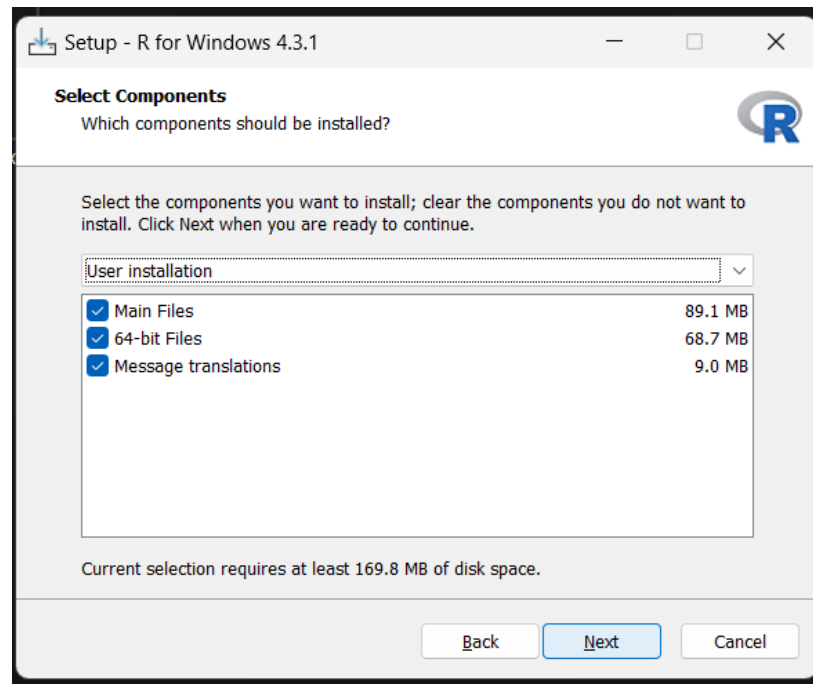 Setup - R for Windows 4.3.1
Select Components
Which components should be installed?
R
Select the components you want to install; clear the components you do not want to
install. Click Next when you are ready to continue.
User installation
Main Files 89.1 MB
64-bit Files 68.7 MB
Message translations 9.0 MB
Current selection requires at least 169.8 MB of disk space.
Back Next Cancel